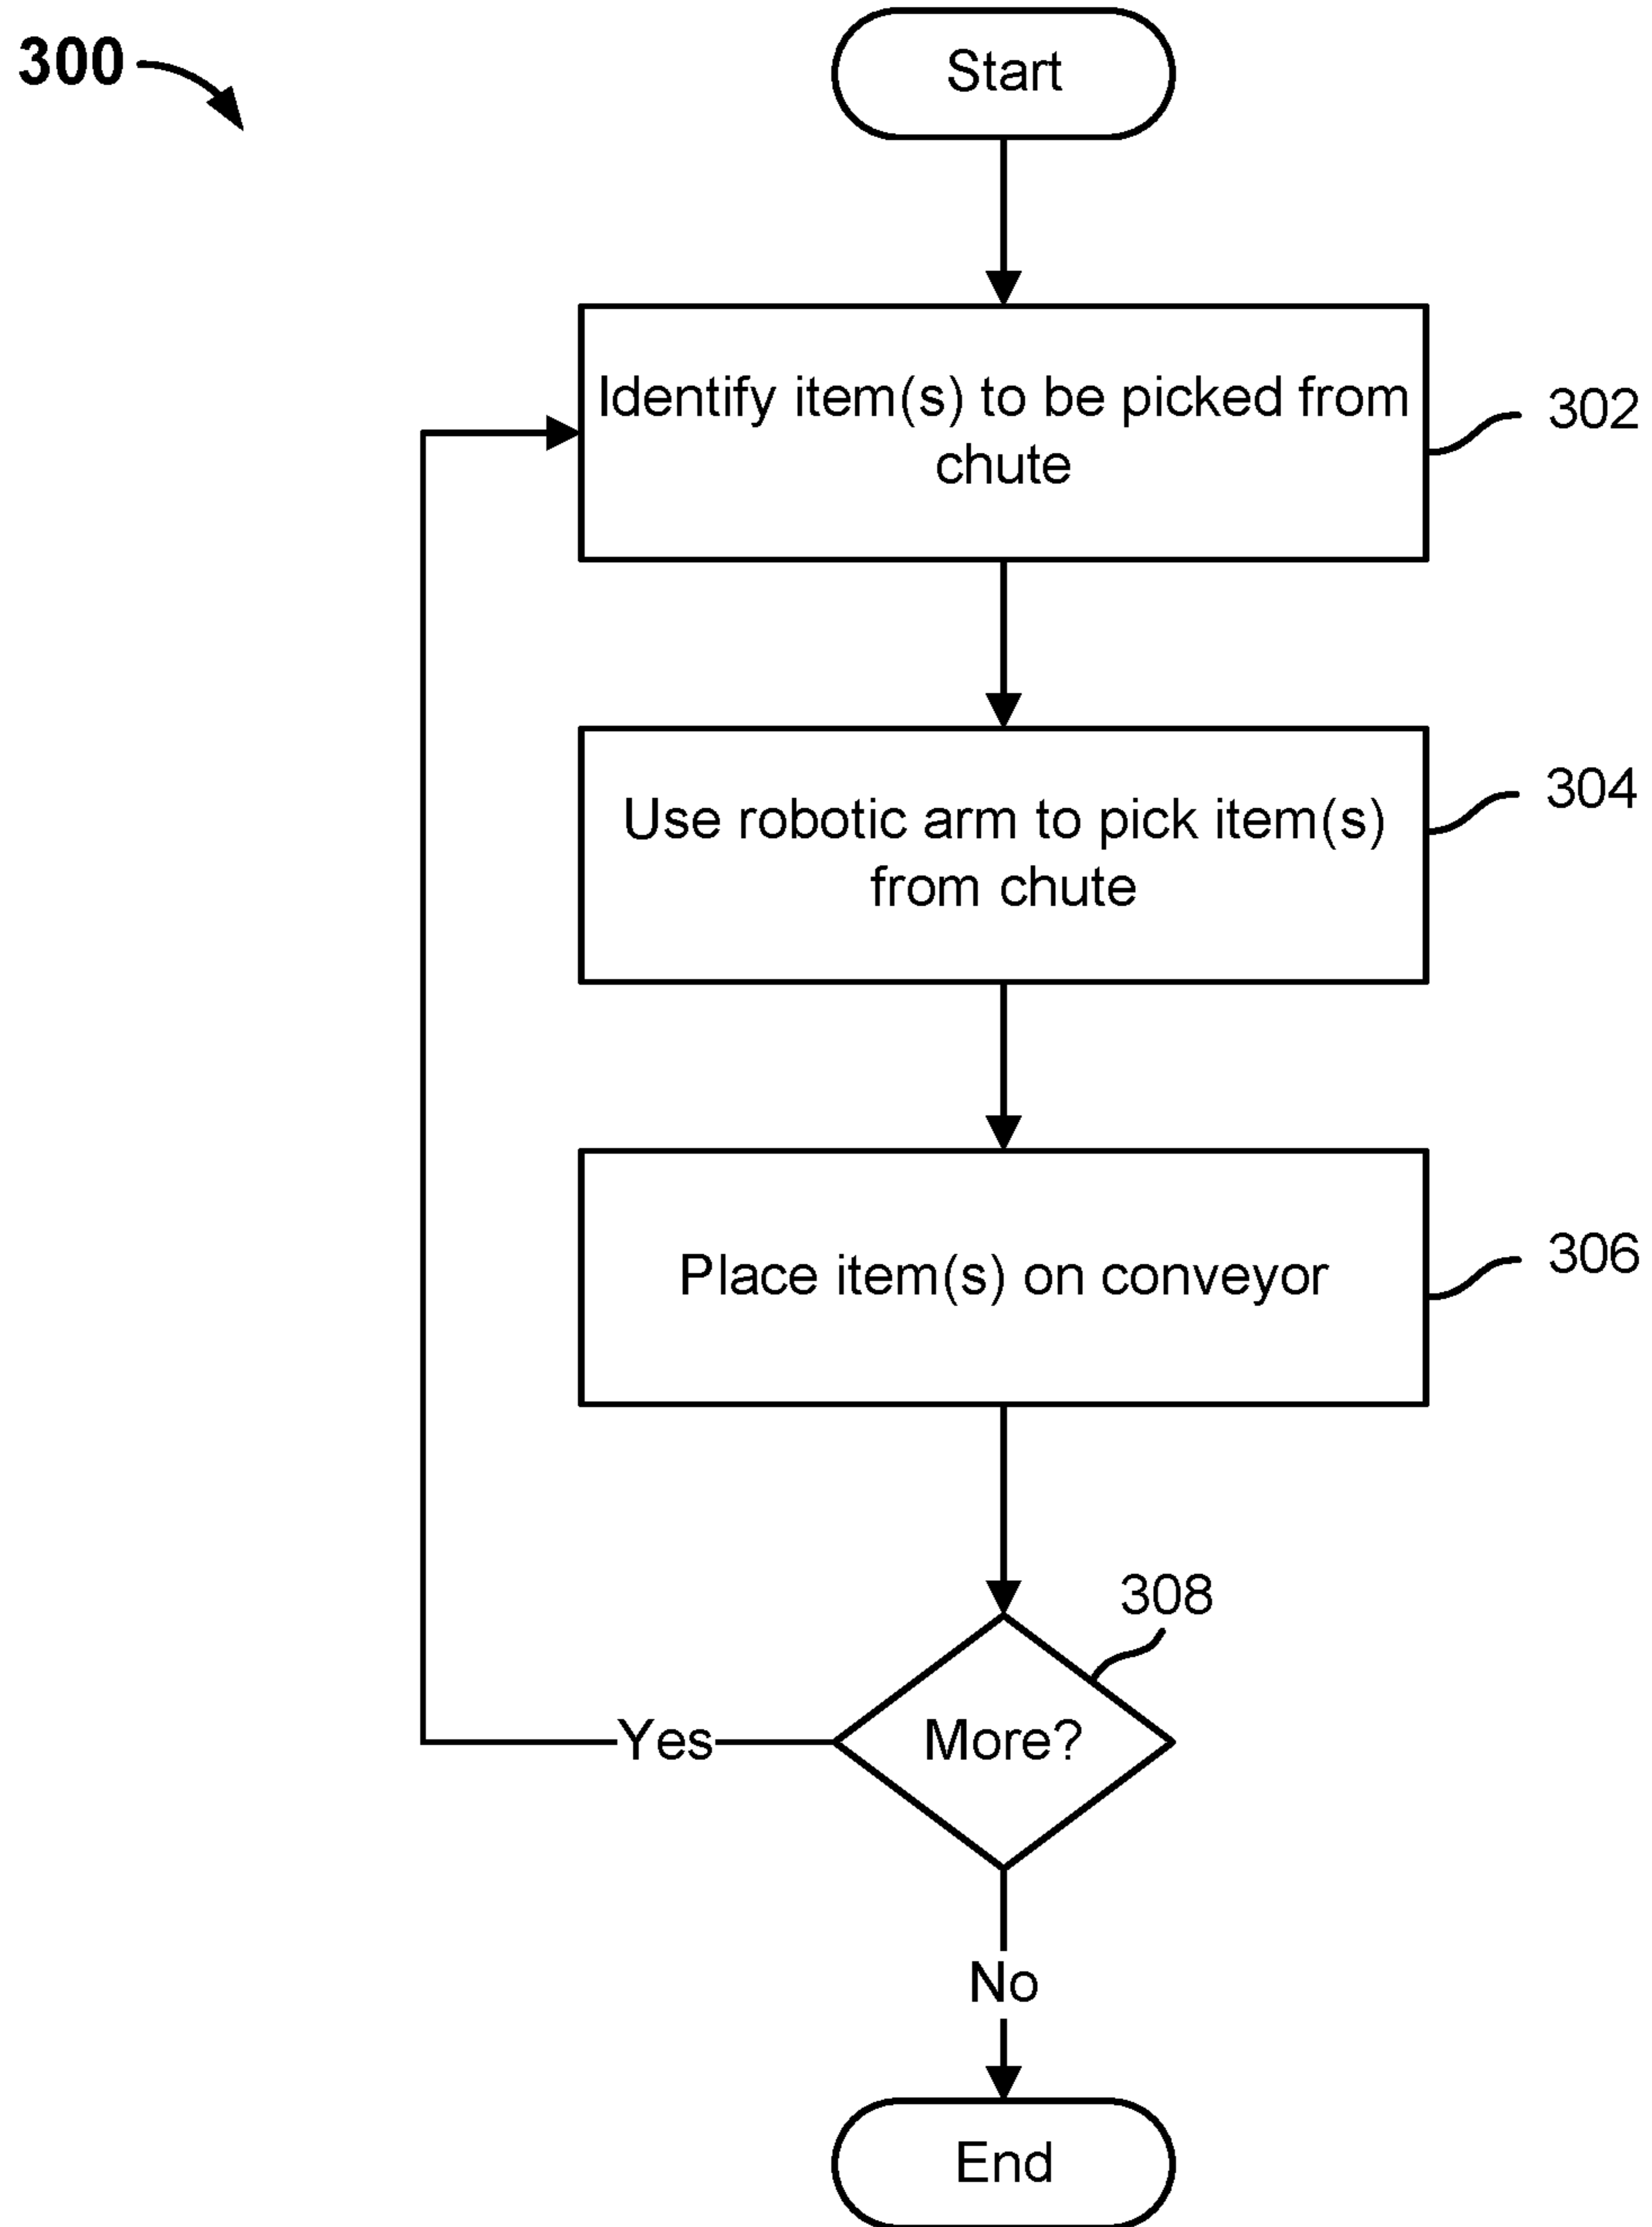 300
Start
Identify item(s) to be picked from
chute
302
Use robotic arm to pick item(s)
from chute
304
Place item(s) on conveyor
306
308
More?
Yes
No
End